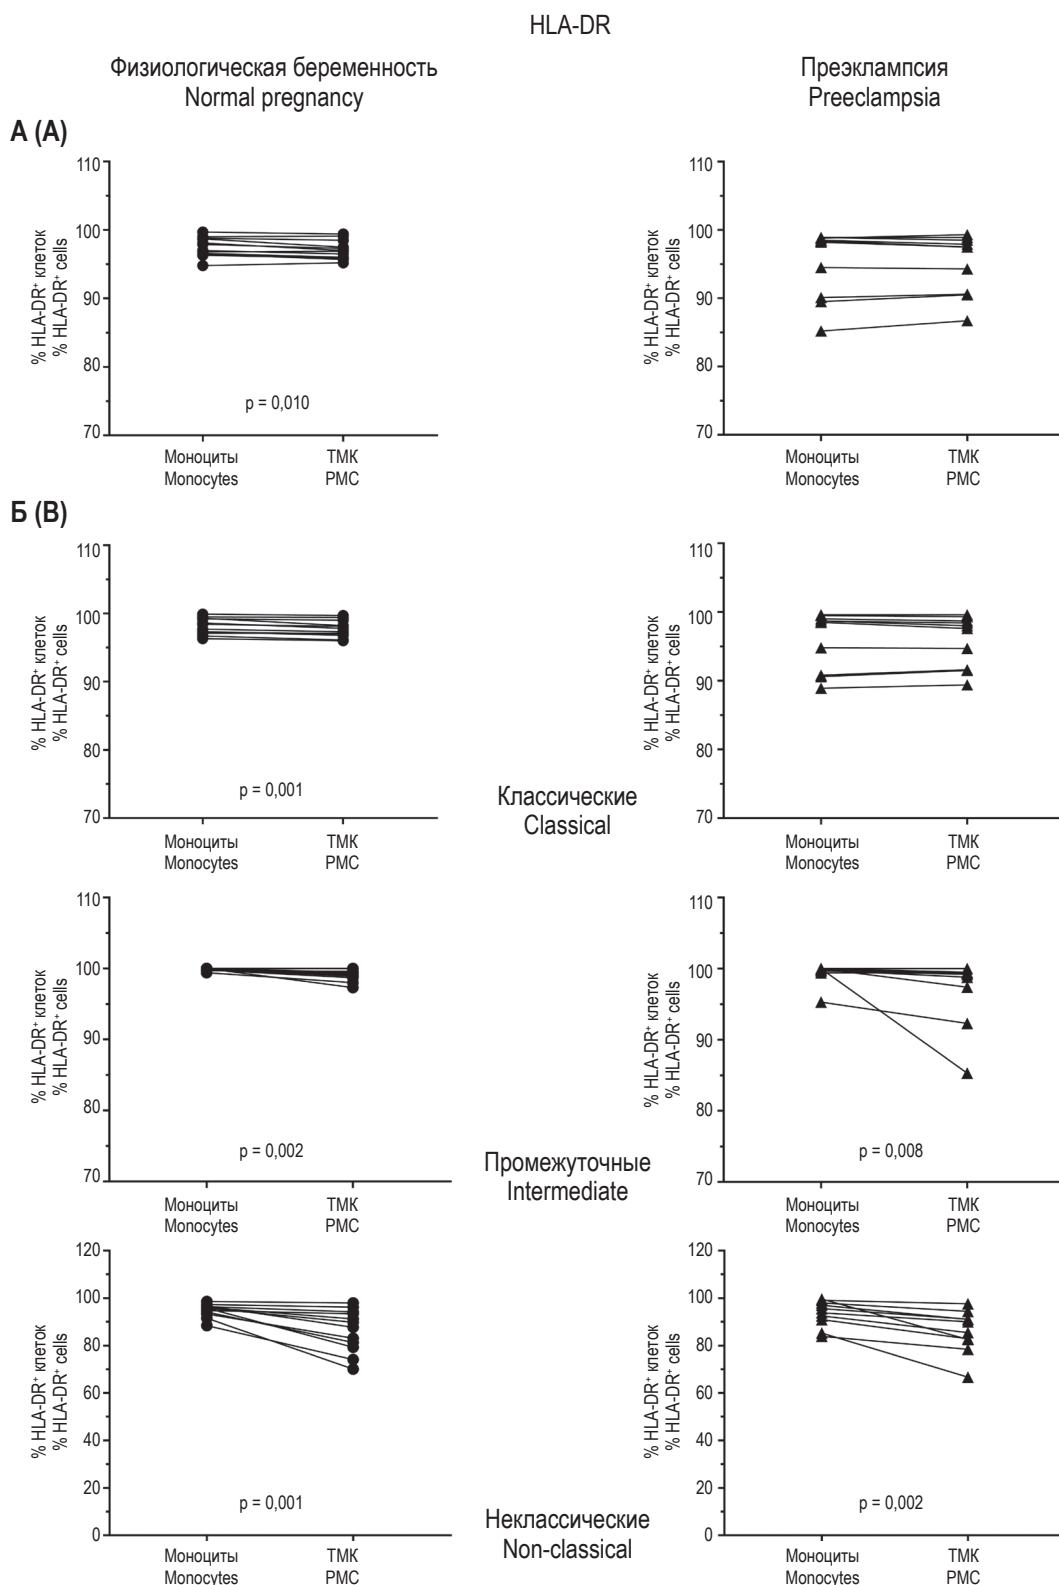 HLA-DR
Физиологическая беременность
Normal pregnancy
Преэклампсия
Preeclampsia
А (A)
% HLA-DR⁺ клеток
% HLA-DR⁺ cells
110
100
90
80
70
p = 0,010
Моноциты
Monocytes
ТМК
PMC
% HLA-DR⁺ клеток
% HLA-DR⁺ cells
110
100
90
80
70
Моноциты
Monocytes
ТМК
PMC
Б (B)
% HLA-DR⁺ клеток
% HLA-DR⁺ cells
110
100
90
80
70
p = 0,001
Моноциты
Monocytes
ТМК
PMC
Классические
Classical
% HLA-DR⁺ клеток
% HLA-DR⁺ cells
110
100
90
80
70
Моноциты
Monocytes
ТМК
PMC
% HLA-DR⁺ клеток
% HLA-DR⁺ cells
110
100
90
80
70
p = 0,002
Моноциты
Monocytes
ТМК
PMC
Промежуточные
Intermediate
% HLA-DR⁺ клеток
% HLA-DR⁺ cells
110
100
90
80
70
p = 0,008
Моноциты
Monocytes
ТМК
PMC
% HLA-DR⁺ клеток
% HLA-DR⁺ cells
120
100
80
60
40
20
0
p = 0,001
Моноциты
Monocytes
ТМК
PMC
Неклассические
Non-classical
% HLA-DR⁺ клеток
% HLA-DR⁺ cells
120
100
80
60
40
20
0
p = 0,002
Моноциты
Monocytes
ТМК
PMC